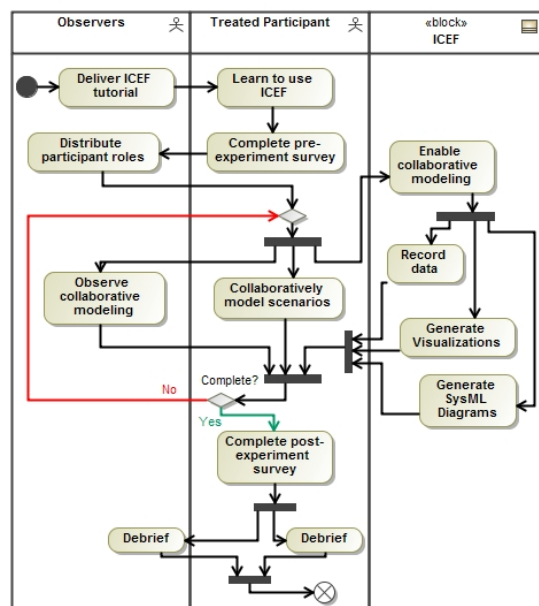 Observers
Treated Participant
«block»
ICEF
Deliver ICEF
tutorial
Learn to use
ICEF
Distribute
participant roles
Complete pre-
experiment survey
Enable
collaborative
modeling
Record
data
Observe
collaborative
modeling
Collaboratively
model scenarios
Generate
Visualizations
Complete?
No
Yes
Generate
SysML
Diagrams
Complete post-
experiment
survey
Debrief
Debrief